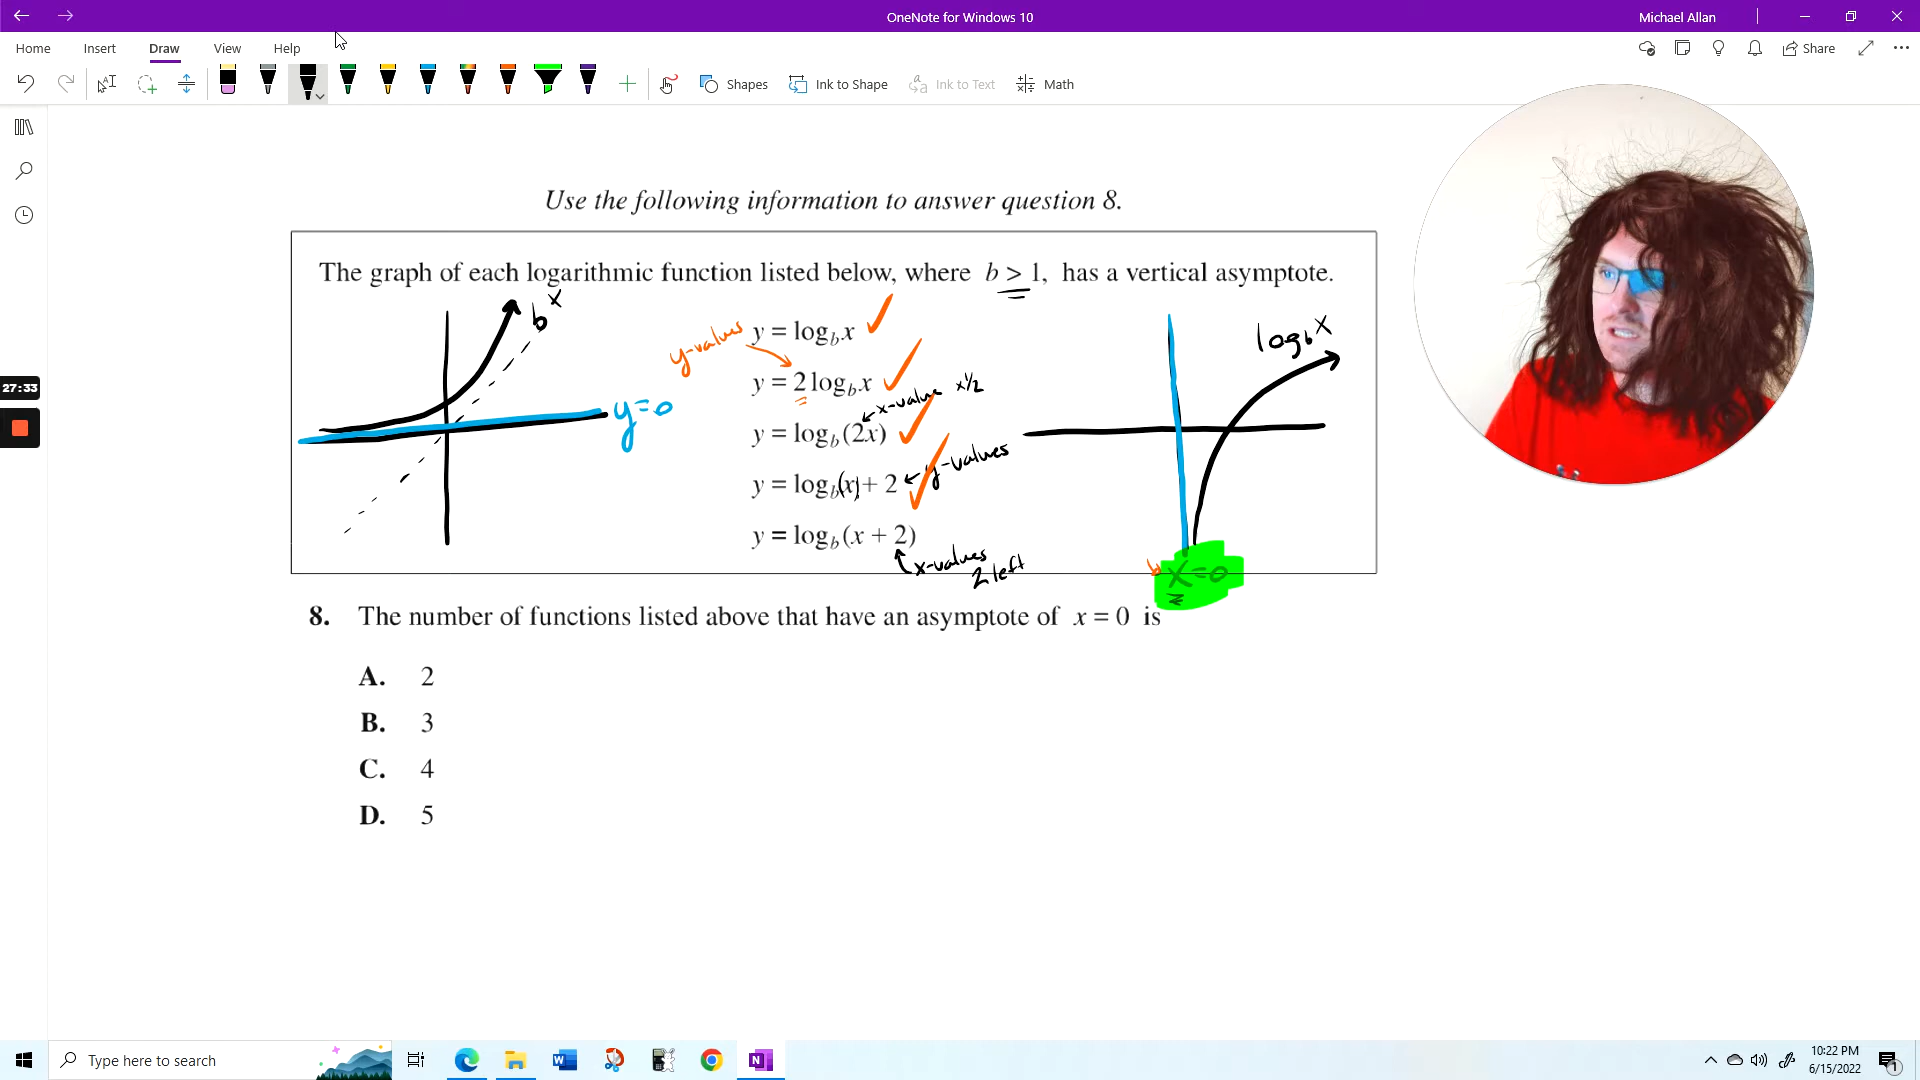 OneNote for Windows 10
Michael Allan
Home Insert Draw View Help
Share
Shapes Ink to Shape Ink to Text Math
27:33
Use the following information to answer question 8.
The graph of each logarithmic function listed below, where b > 1, has a vertical asymptote.
b^x
y=0
y-values
y = log_b x
y = 2 log_b x
x-value x½
y = log_b (2x)
y = log_b (x) + 2
y-values
y = log_b (x + 2)
x-values
2 left
log_b x
x=0
8. The number of functions listed above that have an asymptote of x = 0 is
A. 2
B. 3
C. 4
D. 5
Type here to search
10:22 PM
6/15/2022